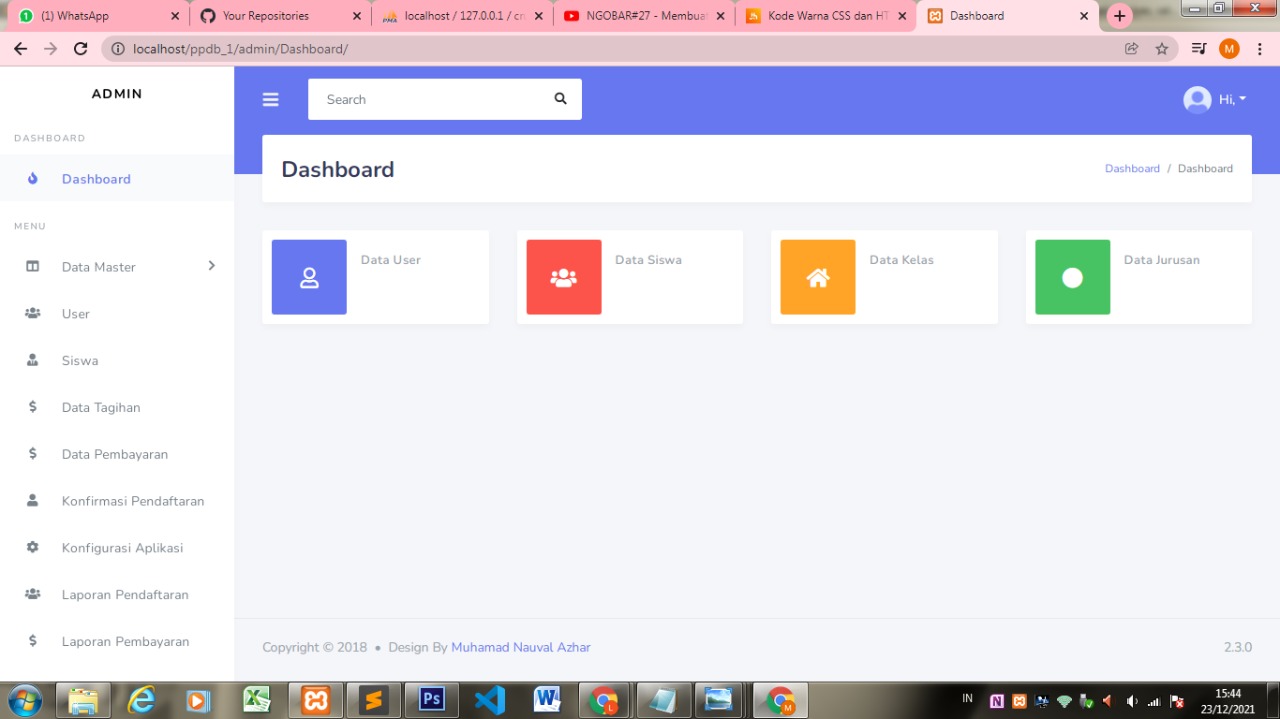 (1) WhatsApp
Your Repositories
localhost / 127.0.0.1 / cr
NGOBAR#27 - Membua
Kode Warna CSS dan HT
Dashboard
localhost/ppdb_1/admin/Dashboard/
M
ADMIN
Search
Hi,
DASHBOARD
Dashboard
Dashboard
Dashboard / Dashboard
MENU
Data Master
User
Siswa
Data Tagihan
Data Pembayaran
Konfirmasi Pendaftaran
Konfigurasi Aplikasi
Laporan Pendaftaran
Laporan Pembayaran
Data User
Data Siswa
Data Kelas
Data Jurusan
Copyright © 2018 • Design By Muhamad Nauval Azhar
2.3.0
Ps
L
M
IN
15:44
23/12/2021